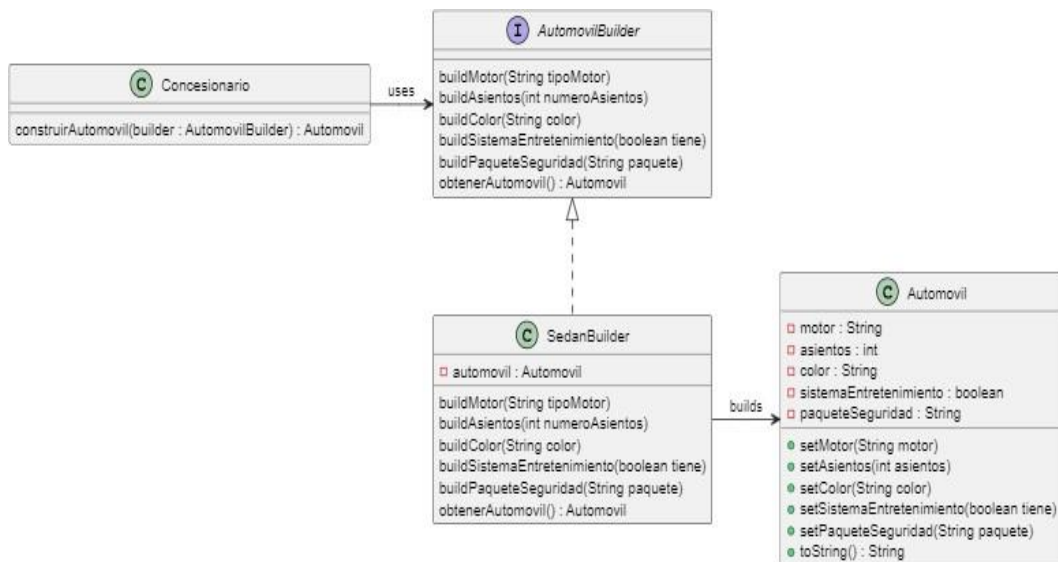 I AutomovilBuilder
buildMotor(String tipoMotor)
buildAsientos(int numeroAsientos)
buildColor(String color)
buildSistemaEntretenimiento(boolean tiene)
buildPaqueteSeguridad(String paquete)
obtenerAutomovil() : Automovil
C Concesionario
construirAutomovil(builder : AutomovilBuilder) : Automovil
uses
C SedanBuilder
automovil : Automovil
buildMotor(String tipoMotor)
buildAsientos(int numeroAsientos)
buildColor(String color)
buildSistemaEntretenimiento(boolean tiene)
buildPaqueteSeguridad(String paquete)
obtenerAutomovil() : Automovil
builds
C Automovil
motor : String
asientos : int
color : String
sistemaEntretenimiento : boolean
paqueteSeguridad : String
setMotor(String motor)
setAsientos(int asientos)
setColor(String color)
setSistemaEntretenimiento(boolean tiene)
setPaqueteSeguridad(String paquete)
toString() : String